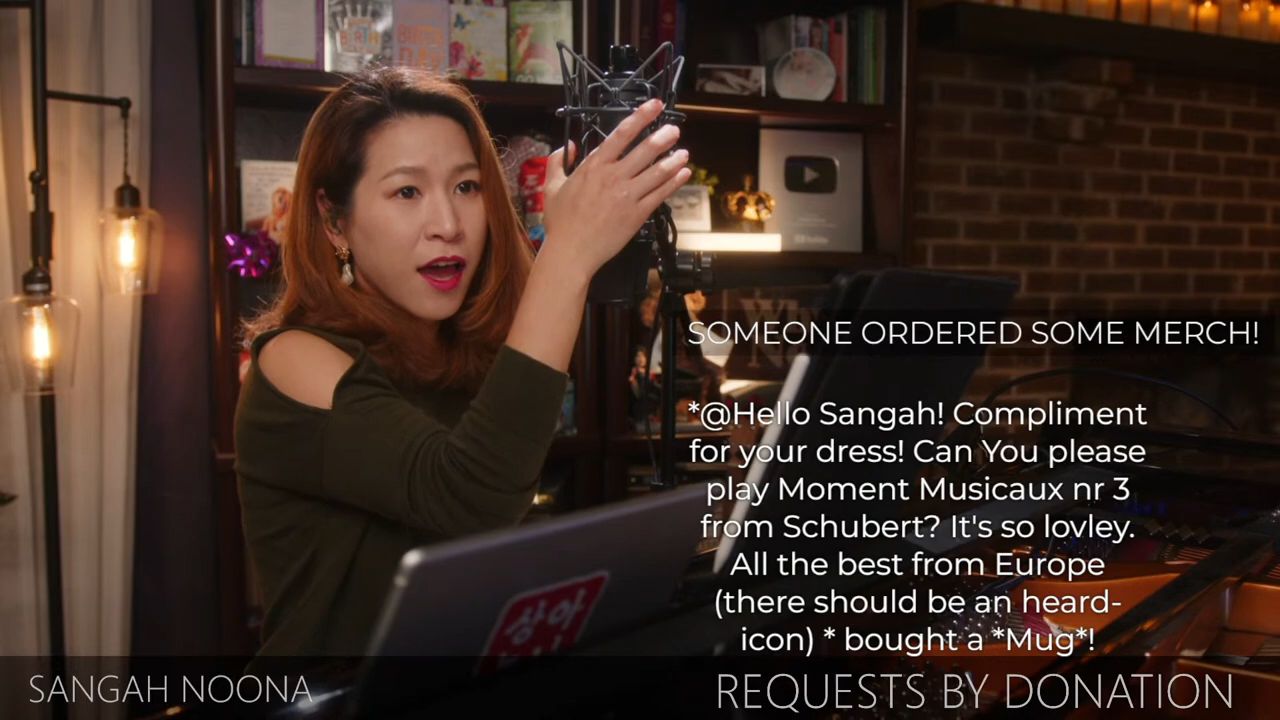 SOMEONE ORDERED SOME MERCH!
*@Hello Sangah! Compliment
for your dress! Can You please
play Moment Musicaux nr 3
from Schubert? It's so lovley.
All the best from Europe
(there should be an heard-
icon) * bought a *Mug*!
상아
SANGAH NOONA
REQUESTS BY DONATION